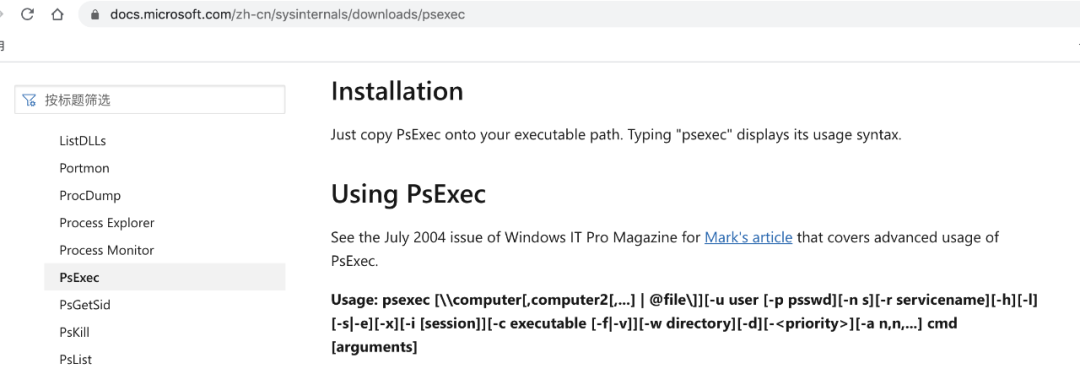 docs.microsoft.com/zh-cn/sysinternals/downloads/psexec
按标题筛选
ListDLLs
Portmon
ProcDump
Process Explorer
Process Monitor
PsExec
PsGetSid
PsKill
PsList
Installation
Just copy PsExec onto your executable path. Typing "psexec" displays its usage syntax.
Using PsExec
See the July 2004 issue of Windows IT Pro Magazine for Mark's article that covers advanced usage of
PsExec.
Usage: psexec [\\computer[,computer2[,...] | @file\]][-u user [-p psswd][-n s][-r servicename][-h][-l]
[-s|-e][-x][-i [session]][-c executable [-f|-v]][-w directory][-d][-<priority>][-a n,n,...] cmd
[arguments]